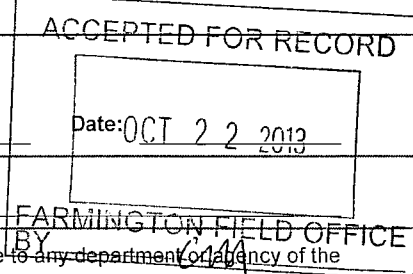 ACCEPTED FOR RECORD
Date: OCT 22 2013
FARMINGTON FIELD OFFICE
BY
e to any department or agency of the